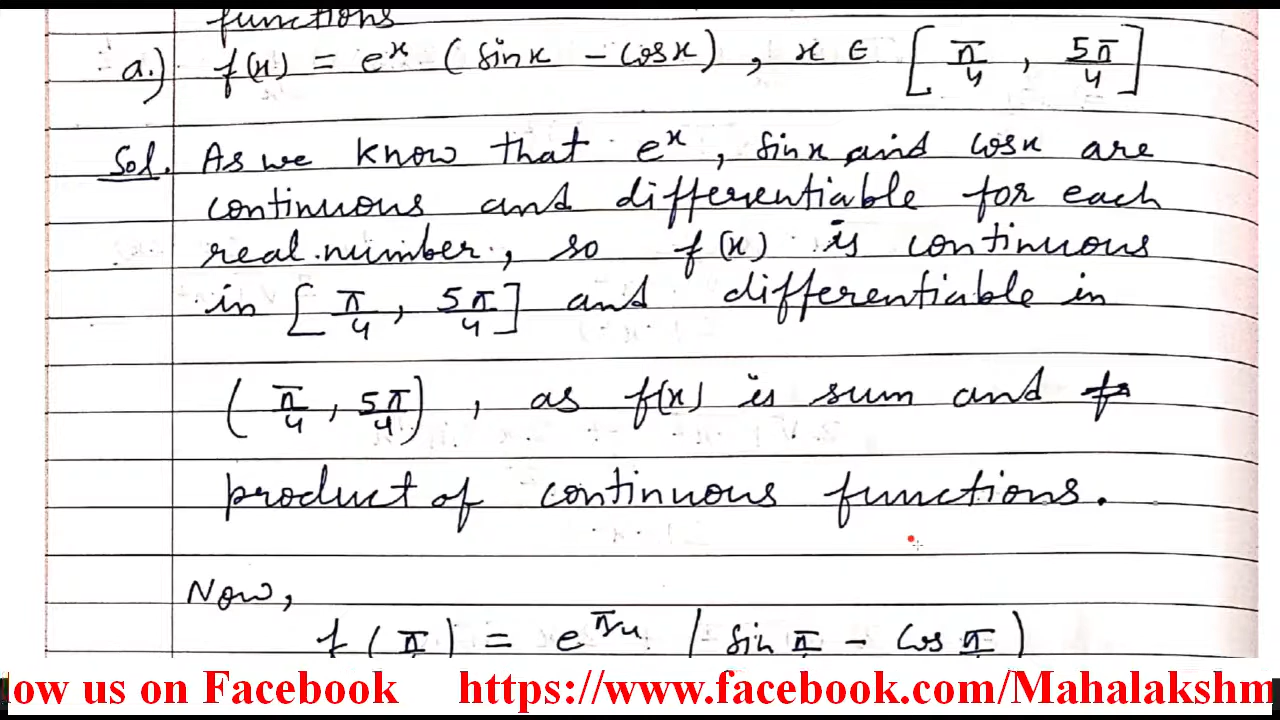 functions
a.) f(x) = e^x (sinx - cosx), x ∈ [π/4, 5π/4]
Sol. As we know that e^x, sinx and cosx are
continuous and differentiable for each
real number, so f(x) is continuous
in [π/4, 5π/4] and differentiable in
(π/4, 5π/4), as f(x) is sum and
product of continuous functions.
Now,
f(π/4) = e^π/4 (sin π/4 - cos π/4)
low us on Facebook https://www.facebook.com/Mahalakshm